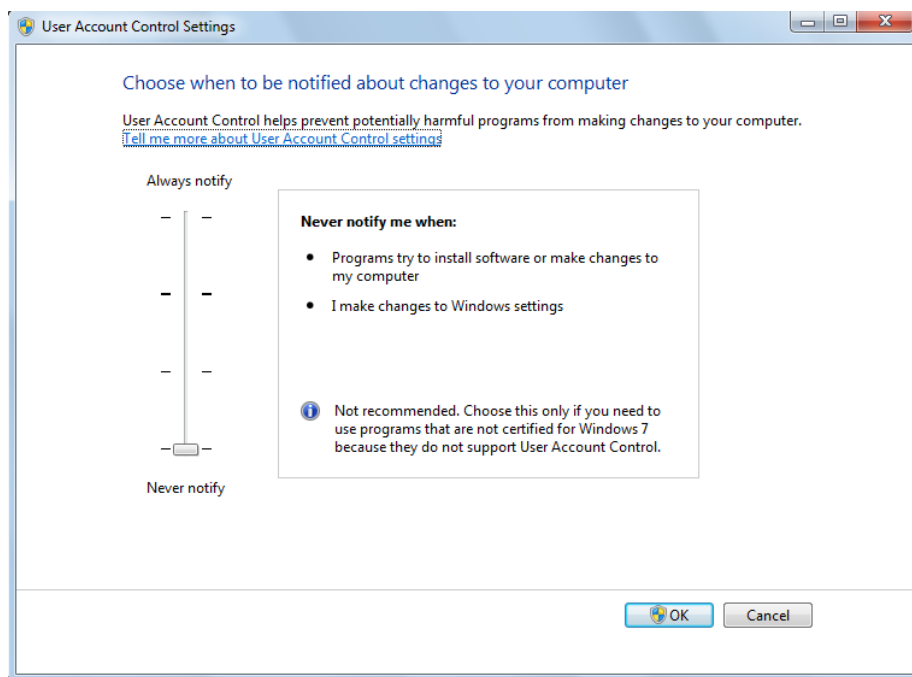 User Account Control Settings
Choose when to be notified about changes to your computer
User Account Control helps prevent potentially harmful programs from making changes to your computer.
Tell me more about User Account Control settings
Always notify
Never notify me when:
Programs try to install software or make changes to
my computer
I make changes to Windows settings
Not recommended. Choose this only if you need to
use programs that are not certified for Windows 7
because they do not support User Account Control.
Never notify
OK
Cancel